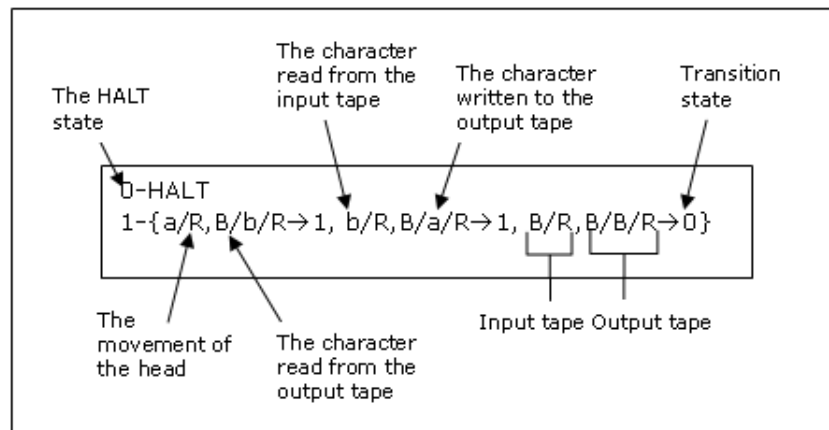 The HALT
state
The character
read from the
input tape
The character
written to the
output tape
Transition
state
0-HALT
1-{a/R,B/b/R→1, b/R,B/a/R→1, B/R,B/B/R→0}
The
movement of
the head
The character
read from the
output tape
Input tape Output tape